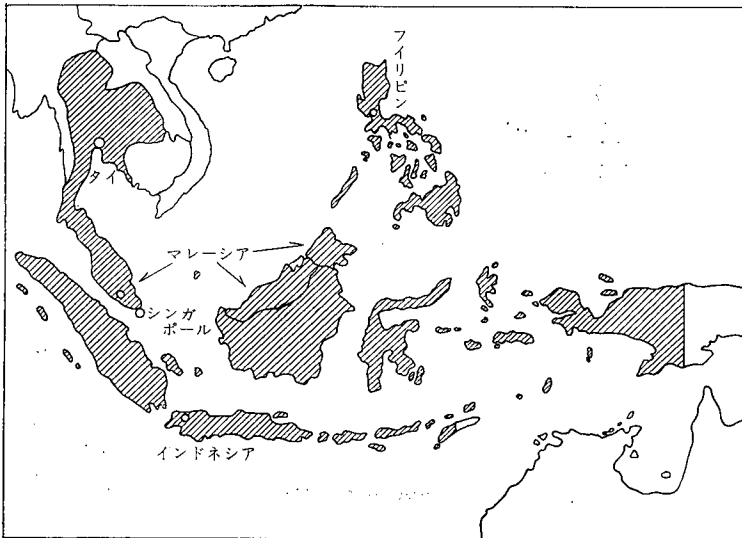 フイリピン
タイ
マレーシア
シンガ
ポール
インドネシア